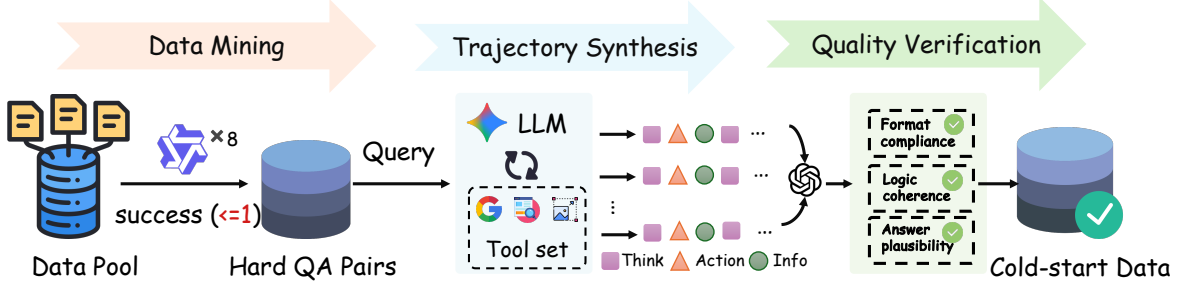 Data Mining
Trajectory Synthesis
Quality Verification
×8
success (<=1)
Data Pool
Hard QA Pairs
Query
LLM
Tool set
...
...
...
...
Think
Action
Info
Format
compliance
Logic
coherence
Answer
plausibility
Cold-start Data